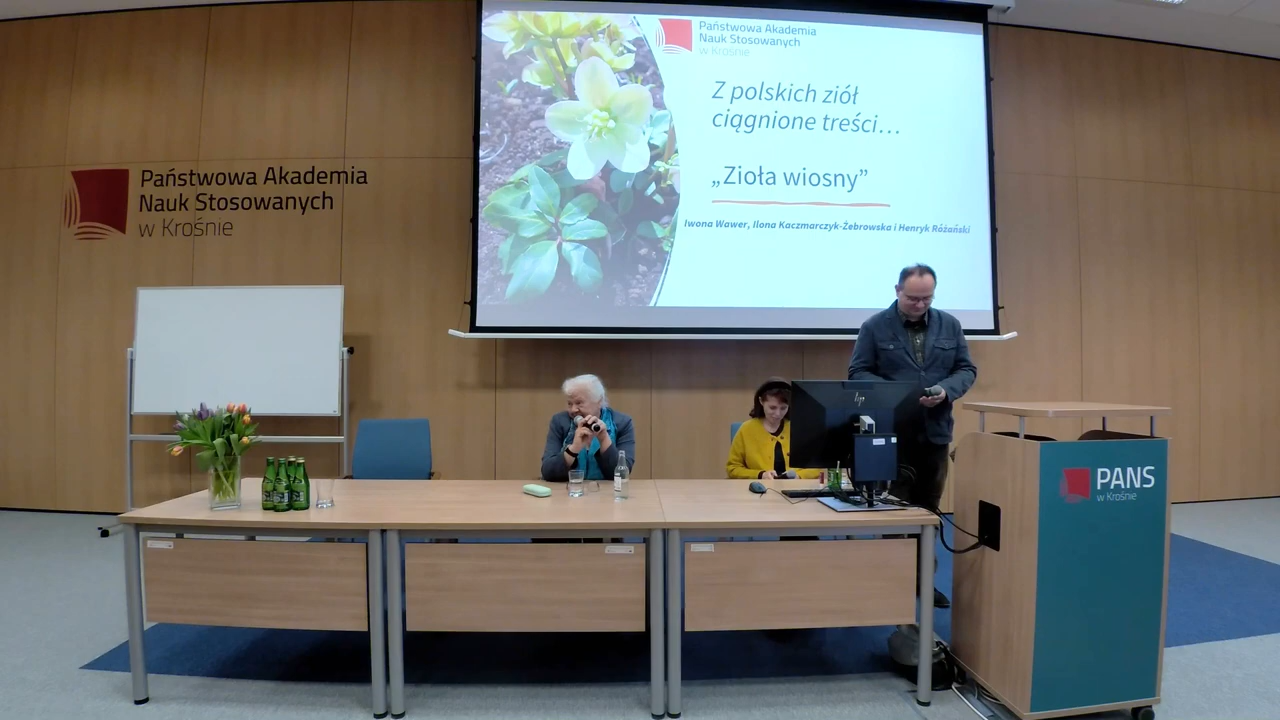 Państwowa Akademia
Nauk Stosowanych
w Krośnie
Z polskich ziół
ciągnione treści...
„Zioła wiosny”
Iwona Wawer, Ilona Kaczmarczyk-Żebrowska i Henryk Różański
Państwowa Akademia
Nauk Stosowanych
w Krośnie
hp
PANS
w Krośnie